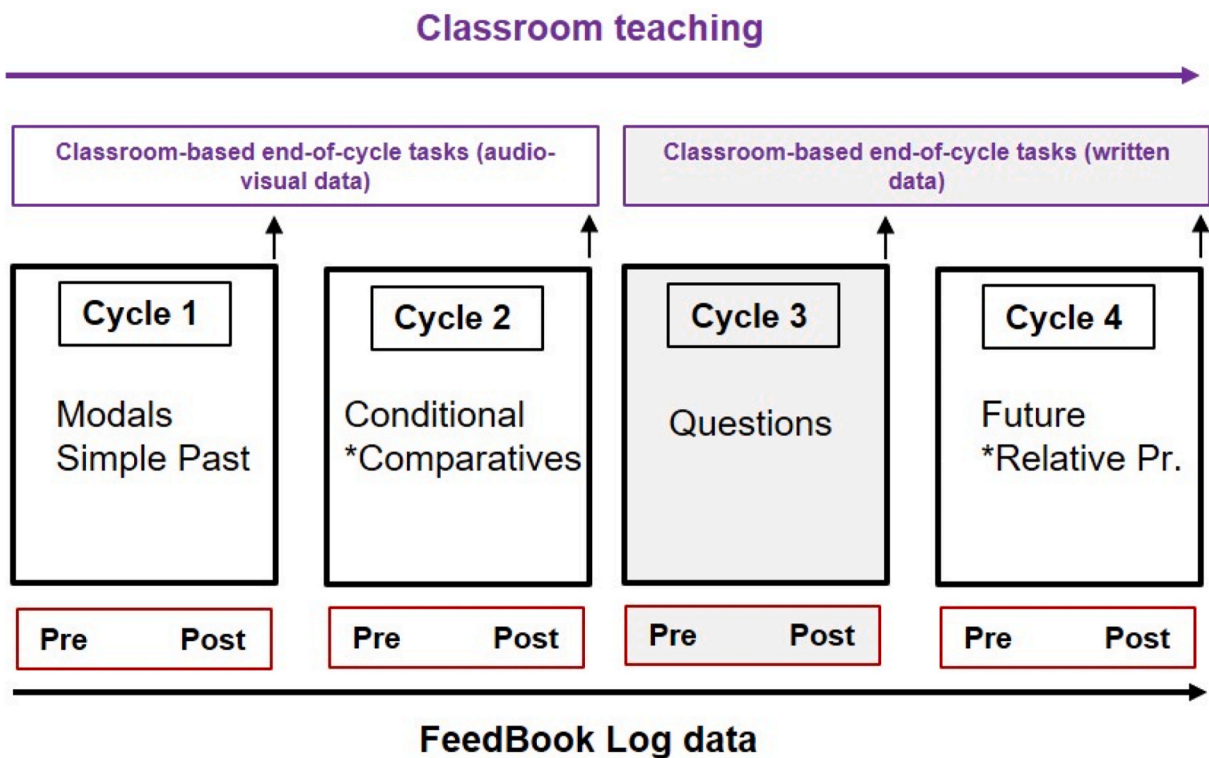 Classroom teaching
Classroom-based end-of-cycle tasks (audio-
visual data)
Classroom-based end-of-cycle tasks (written
data)
Cycle 1
Modals
Simple Past
Cycle 2
Conditional
*Comparatives
Cycle 3
Questions
Cycle 4
Future
*Relative Pr.
Pre Post
Pre Post
Pre Post
Pre Post
FeedBook Log data